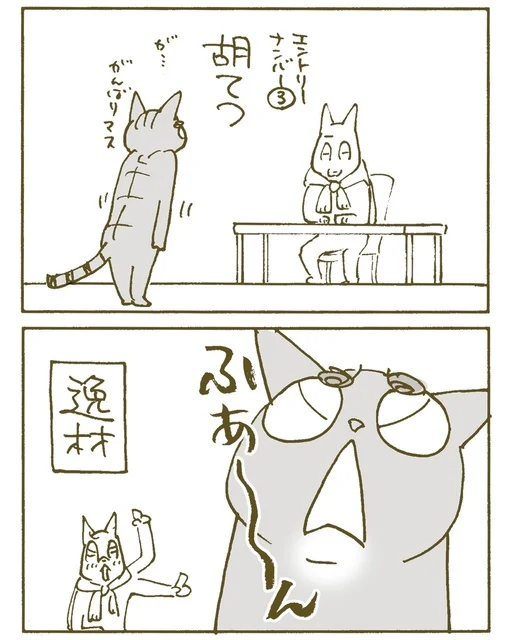 エントリー
ナンバー③
胡てつ
が…
がんばりマス
ふぁ〜ん
逸材